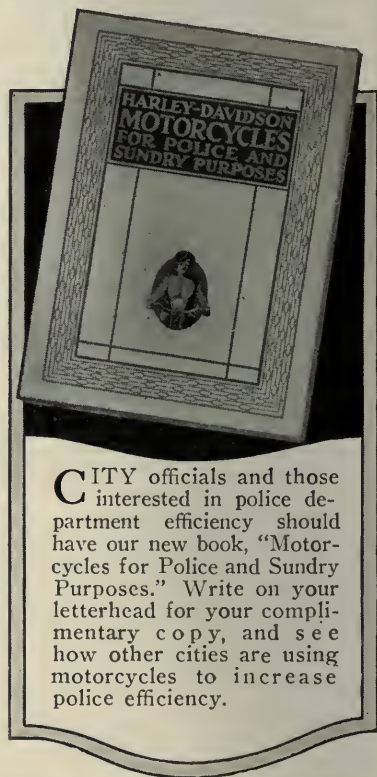 HARLEY-DAVIDSON
MOTORCYCLES
FOR POLICE AND
SUNDRY PURPOSES
CITY officials and those
interested in police de-
partment efficiency should
have our new book, “Motor-
cycles for Police and Sundry
Purposes.” Write on your
letterhead for your compli-
mentary copy, and see
how other cities are using
motorcycles to increase
police efficiency.